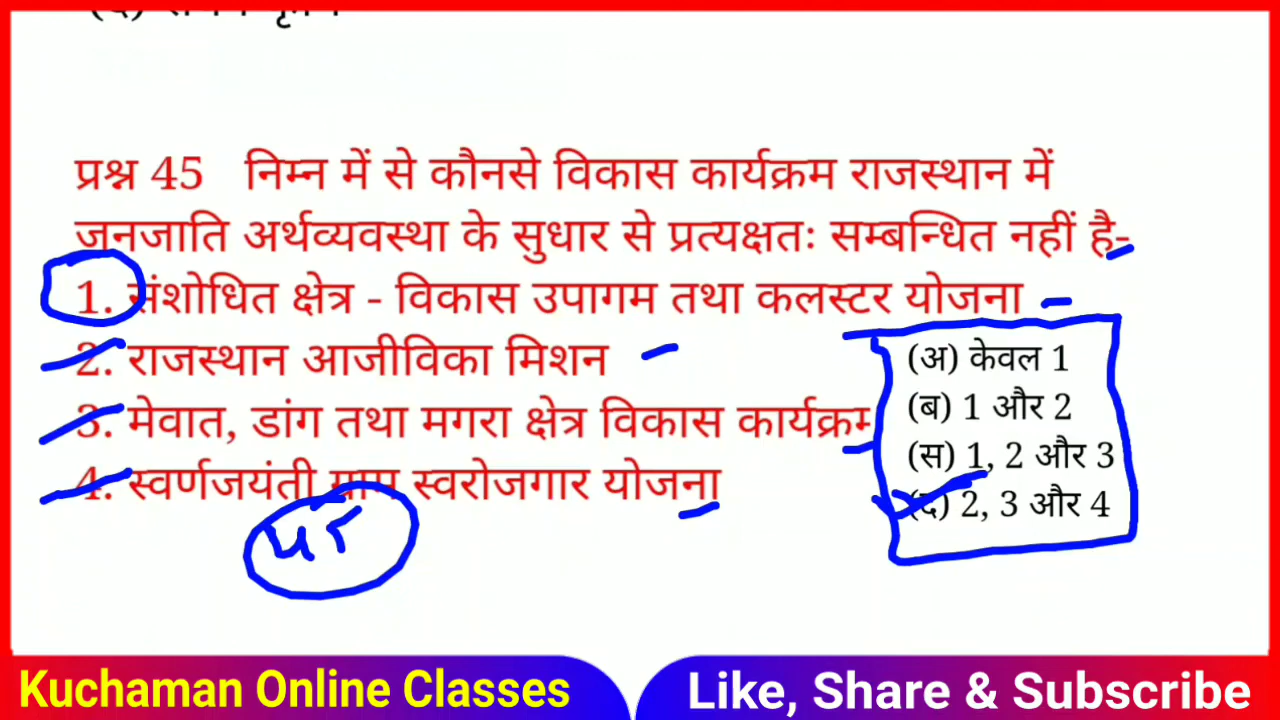 प्रश्न 45 निम्न में से कौनसे विकास कार्यक्रम राजस्थान में
जनजाति अर्थव्यवस्था के सुधार से प्रत्यक्षतः सम्बन्धित नहीं है-
1. संशोधित क्षेत्र - विकास उपागम तथा कलस्टर योजना
2. राजस्थान आजीविका मिशन
3. मेवात, डांग तथा मगरा क्षेत्र विकास कार्यक्रम
4. स्वर्णजयंती ग्राम स्वरोजगार योजना
(अ) केवल 1
(ब) 1 और 2
(स) 1, 2 और 3
(द) 2, 3 और 4
Kuchaman Online Classes
Like, Share & Subscribe